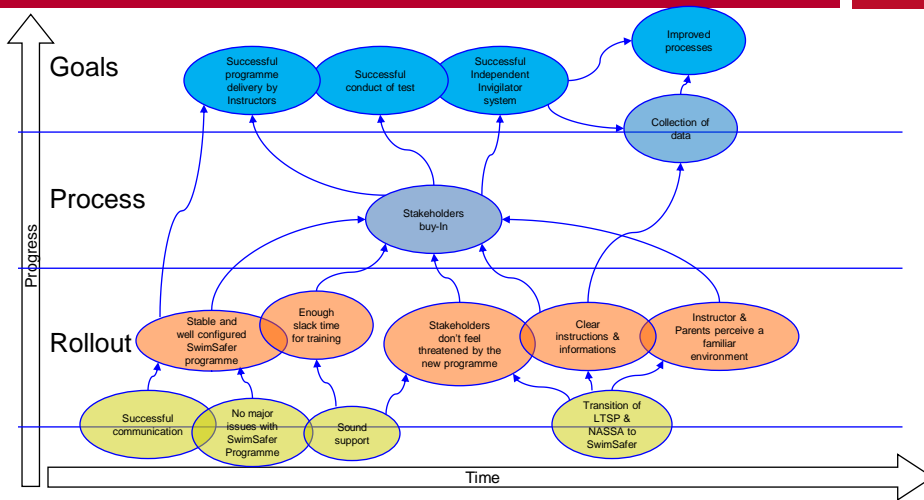 Goals
Successful
programme
delivery by
Instructors
Successful
conduct of test
Successful
Independent
Invigilator
system
Improved
processes
Collection of
data
Process
Stakeholders
buy-In
Progress
Rollout
Stable and
well configured
SwimSafer
programme
Enough
slack time
for training
Stakeholders
don't feel
threatened by the
new programme
Clear
instructions &
informations
Instructor &
Parents perceive a
familiar
environment
Successful
communication
No major
issues with
SwimSafer
Programme
Sound
support
Transition of
LTSP &
NASSA to
SwimSafer
Time